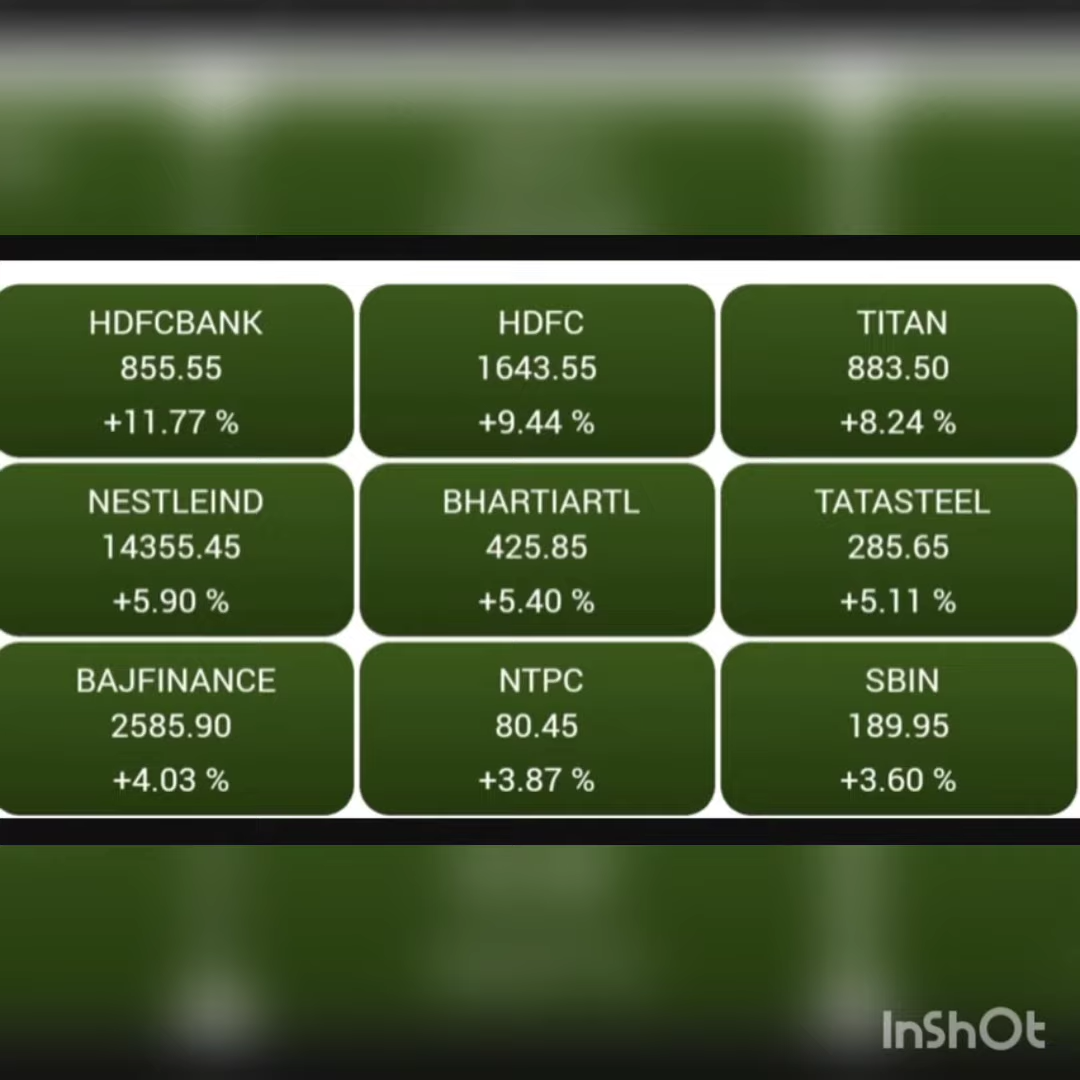 HDFCBANK
855.55
+11.77 %
HDFC
1643.55
+9.44 %
TITAN
883.50
+8.24 %
NESTLEIND
14355.45
+5.90 %
BHARTIARTL
425.85
+5.40 %
TATASTEEL
285.65
+5.11 %
BAJFINANCE
2585.90
+4.03 %
NTPC
80.45
+3.87 %
SBIN
189.95
+3.60 %
InShOt